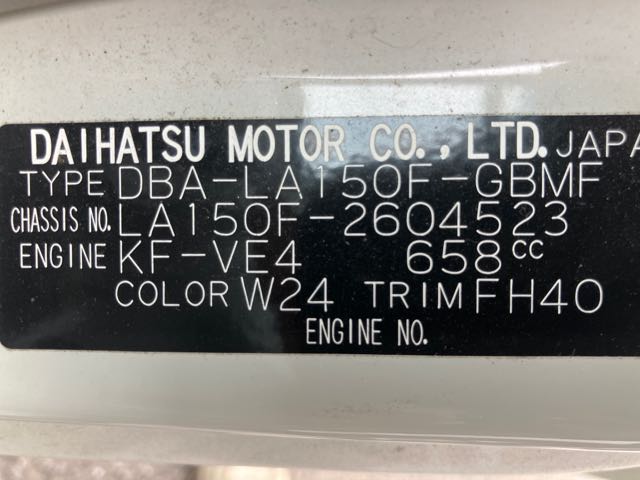 DAIHATSU MOTOR CO.,LTD. JAPA
TYPE DBA-LA150F-GBMF
CHASSIS NO. LA150F-2604523
ENGINE KF-VE4 658cc
COLOR W24 TRIM FH40
ENGINE NO.